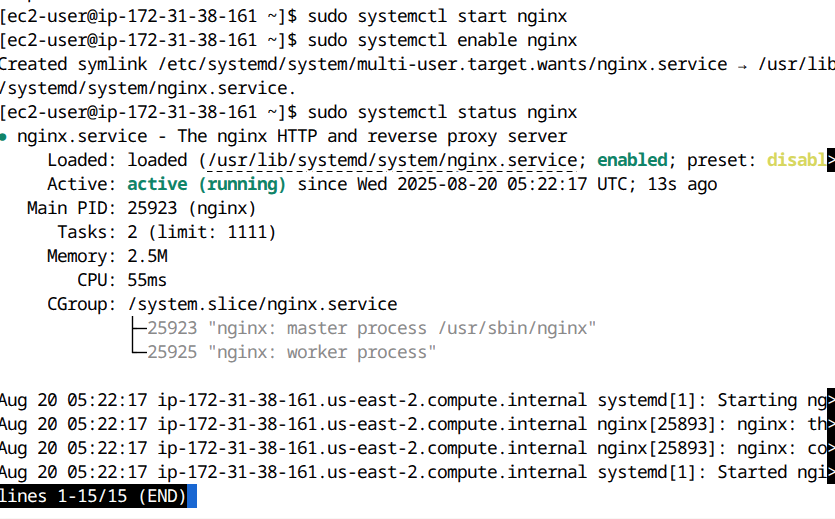 [ec2-user@ip-172-31-38-161 ~]$ sudo systemctl start nginx
[ec2-user@ip-172-31-38-161 ~]$ sudo systemctl enable nginx
Created symlink /etc/systemd/system/multi-user.target.wants/nginx.service → /usr/lib
/systemd/system/nginx.service.
[ec2-user@ip-172-31-38-161 ~]$ sudo systemctl status nginx
● nginx.service - The nginx HTTP and reverse proxy server
     Loaded: loaded (/usr/lib/systemd/system/nginx.service; enabled; preset: disabl>
     Active: active (running) since Wed 2025-08-20 05:22:17 UTC; 13s ago
   Main PID: 25923 (nginx)
      Tasks: 2 (limit: 1111)
     Memory: 2.5M
        CPU: 55ms
     CGroup: /system.slice/nginx.service
             ├─25923 "nginx: master process /usr/sbin/nginx"
             └─25925 "nginx: worker process"

Aug 20 05:22:17 ip-172-31-38-161.us-east-2.compute.internal systemd[1]: Starting ng>
Aug 20 05:22:17 ip-172-31-38-161.us-east-2.compute.internal nginx[25893]: nginx: th>
Aug 20 05:22:17 ip-172-31-38-161.us-east-2.compute.internal nginx[25893]: nginx: co>
Aug 20 05:22:17 ip-172-31-38-161.us-east-2.compute.internal systemd[1]: Started ngi>
lines 1-15/15 (END)